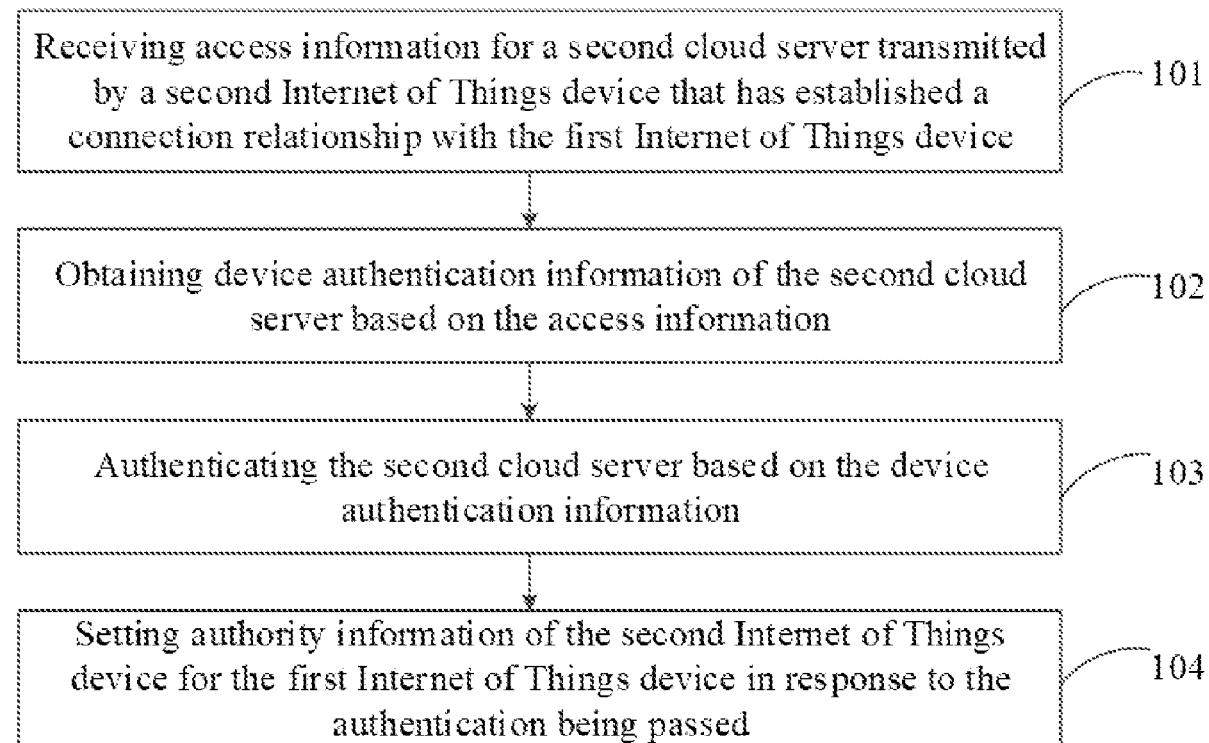 Receiving access information for a second cloud server transmitted
by a second Internet of Things device that has established a
connection relationship with the first Internet of Things device
101
Obtaining device authentication information of the second cloud
server based on the access information
102
Authenticating the second cloud server based on the device
authentication information
103
Setting authority information of the second Internet of Things
device for the first Internet of Things device in response to the
authentication being passed
104